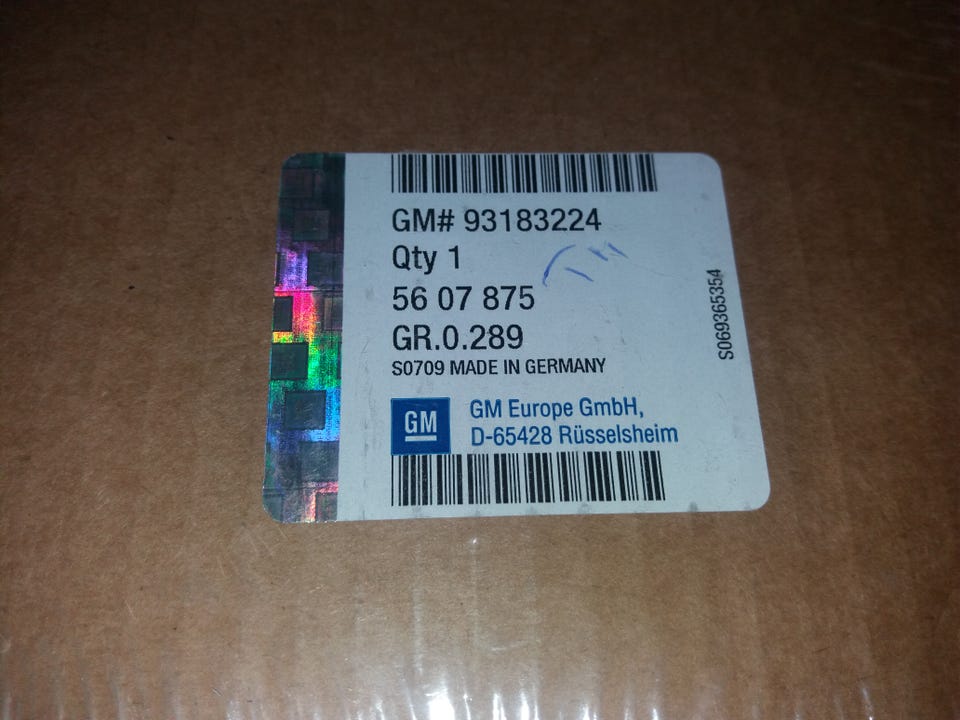 GM# 93183224
Qty 1
56 07 875
GR.0.289
S0709 MADE IN GERMANY
GM
GM Europe GmbH,
D-65428 Rüsselsheim
S069365354